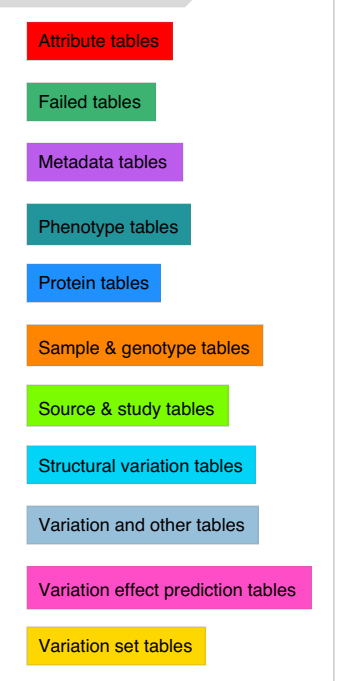 Attribute tables
Failed tables
Metadata tables
Phenotype tables
Protein tables
Sample & genotype tables
Source & study tables
Structural variation tables
Variation and other tables
Variation effect prediction tables
Variation set tables